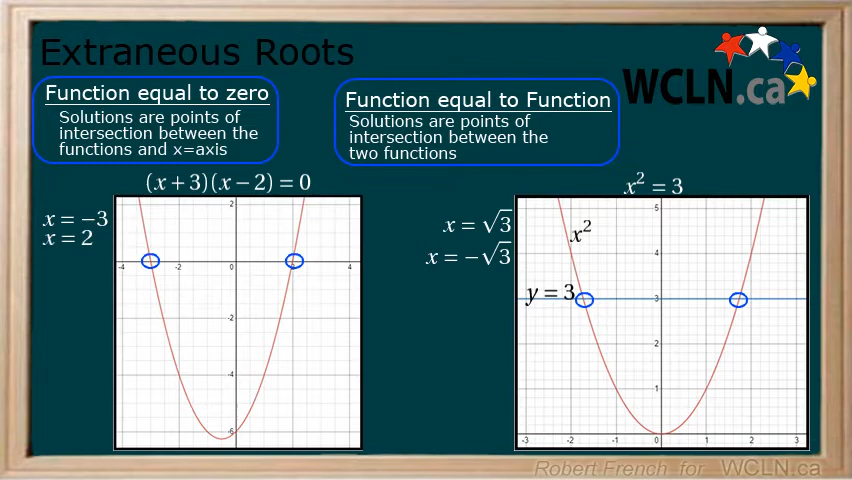 Extraneous Roots
WCLN.ca
Function equal to zero
Solutions are points of
intersection between the
functions and x=axis
Function equal to Function
Solutions are points of
intersection between the
two functions
(x + 3)(x − 2) = 0
x = −3
x = 2
2
-4
-2
0
2
4
-2
-4
-6
x² = 3
x = √3
x = −√3
x²
y = 3
5
4
3
2
1
-3
-2
-1
0
1
2
3
Robert French for WCLN.ca